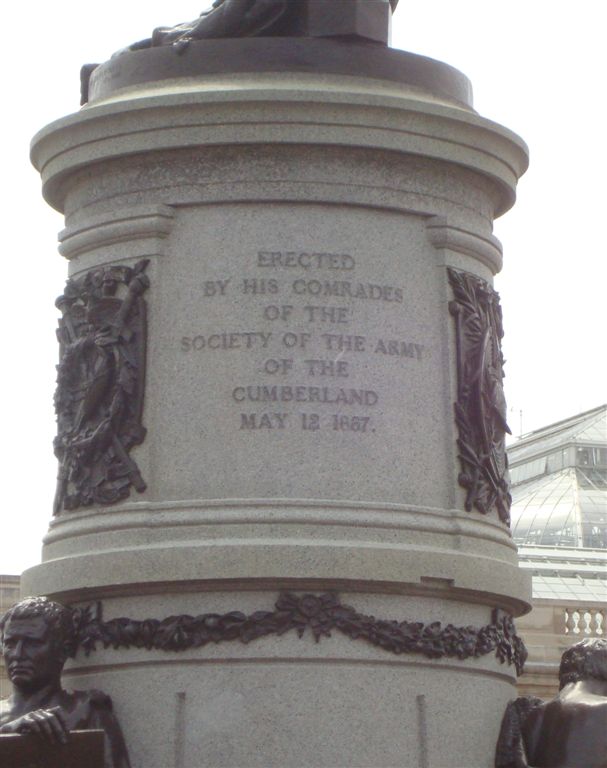 ERECTED
BY HIS COMRADES
OF THE
SOCIETY OF THE ARMY
OF THE
CUMBERLAND
MAY 12 1887.